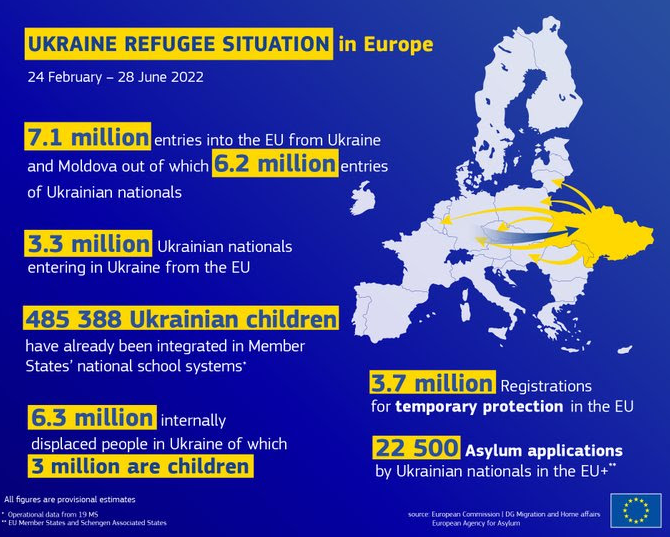 UKRAINE REFUGEE SITUATION in Europe
24 February – 28 June 2022
7.1 million entries into the EU from Ukraine
and Moldova out of which 6.2 million entries
of Ukrainian nationals
3.3 million Ukrainian nationals
entering in Ukraine from the EU
485 388 Ukrainian children
have already been integrated in Member
States' national school systems*
6.3 million internally
displaced people in Ukraine of which
3 million are children
3.7 million Registrations
for temporary protection in the EU
22 500 Asylum applications
by Ukrainian nationals in the EU+**
All figures are provisional estimates
* Operational data from 19 MS
** EU Member States and Schengen Associated States
source: European Commission | DG Migration and Home affairs
European Agency for Asylum